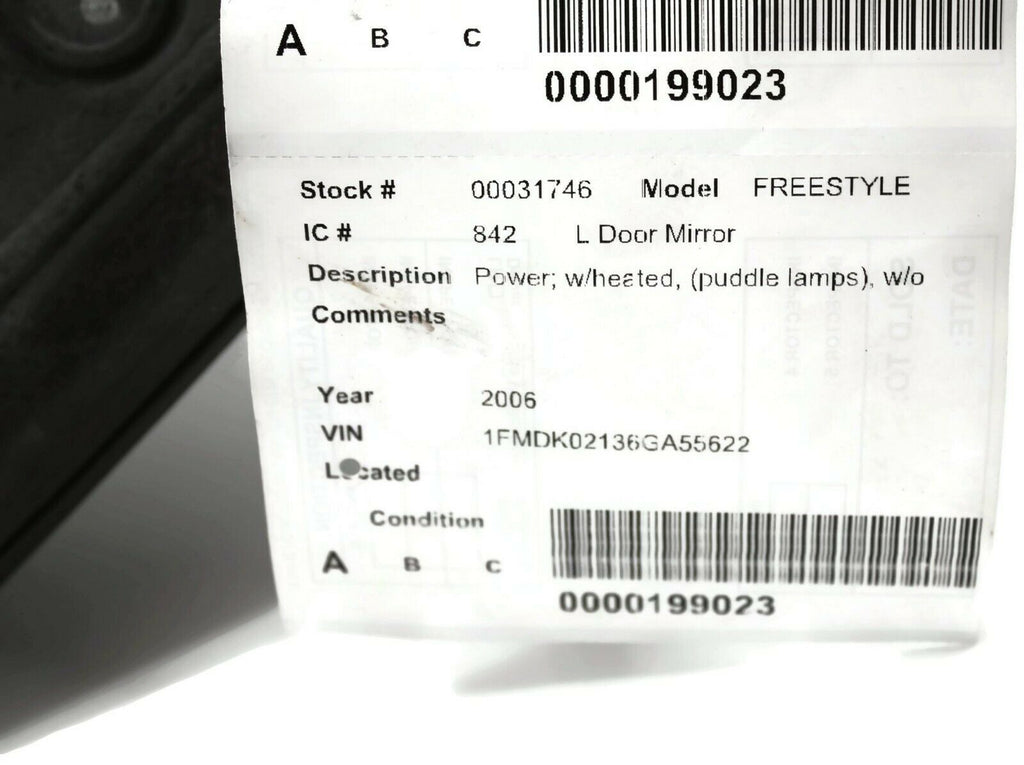 A B C
0000199023
Stock # 00031746 Model FREESTYLE
IC # 842 L Door Mirror
Description Power; w/heated, (puddle lamps), w/o
Comments
Year 2006
VIN 1FMDK02136GA55622
Located
Condition
A B C
0000199023